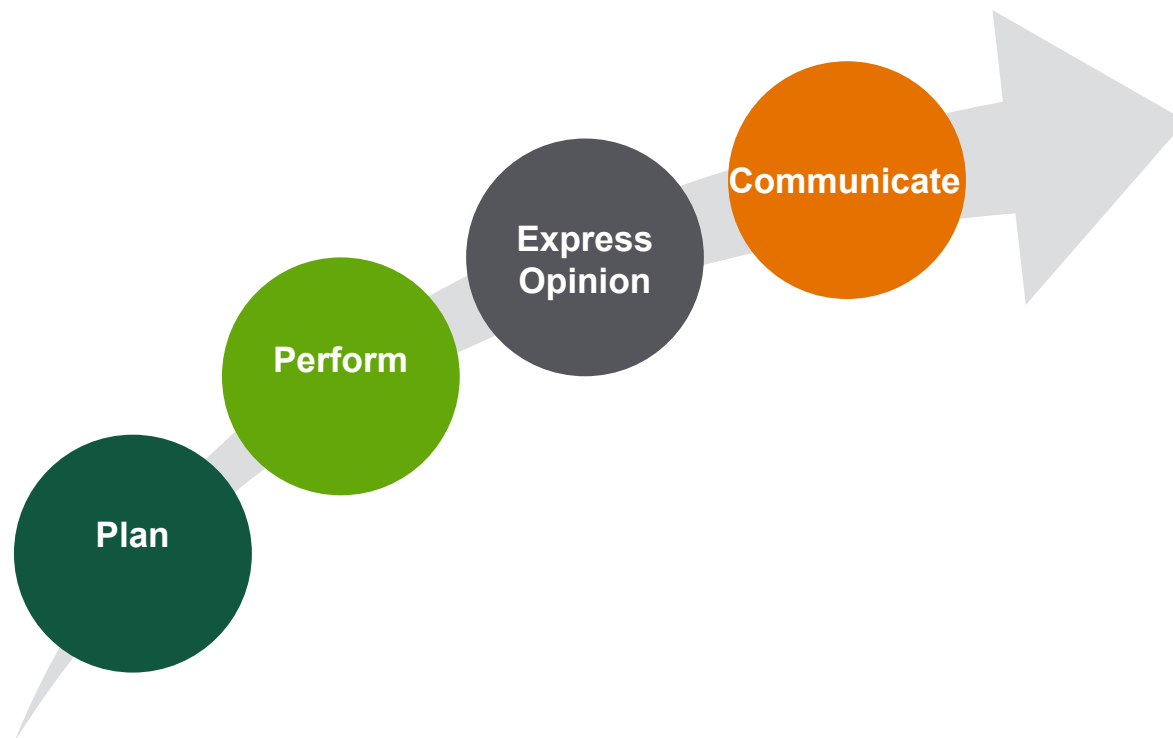 Plan
Perform
Express
Opinion
Communicate